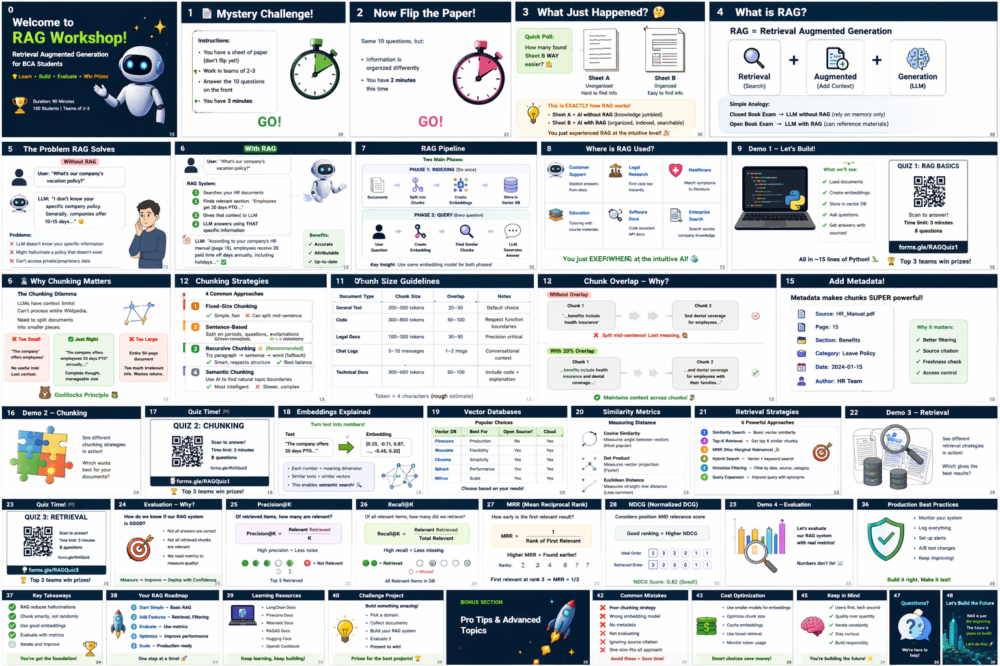 0
Welcome to
RAG Workshop!
Retrieval Augmented Generation
for BCA Students
Learn • Build • Evaluate • Win Prizes
Duration: 90 Minutes
150 Students | Teams of 2–3
1 Mystery Challenge!
Instructions:
• You have a sheet of paper
(don't flip yet!)
• Work in teams of 2–3
• Answer the 10 questions
on the front
• You have 3 minutes
GO!
2 Now Flip the Paper!
Same 10 questions, but:
• Information is
organized differently
• You have 2 minutes
this time
GO!
3 What Just Happened?
Quick Poll:
How many found
Sheet B WAY
easier?
Sheet A
Unorganized
Hard to find info
Sheet B
Organized
Easy to find info
This is EXACTLY how RAG works!
• Sheet A = AI without RAG (knowledge jumbled)
• Sheet B = AI with RAG (organized, indexed, searchable)
You just experienced RAG at the intuitive level!
4 What is RAG?
RAG = Retrieval Augmented Generation
Retrieval
(Search)
+
Augmented
(Add Context)
+
Generation
(LLM)
Simple Analogy:
Closed Book Exam → LLM without RAG (rely on memory only)
Open Book Exam → LLM with RAG (can reference materials)
5 The Problem RAG Solves
Without RAG
User: "What's our company's
vacation policy?"
LLM: "I don't know your
specific company policy.
Generally, companies offer
10-15 days..."
Problems:
LLM doesn't know your specific information
Might hallucinate a policy that doesn't exist
Can't access private/proprietary data
6 With RAG
User: "What's our company's
vacation policy?"
RAG System:
Searches your HR documents
Finds relevant section: "Employees
get 20 days PTO..."
Gives that context to LLM
LLM answers using THAT
specific information
LLM: "According to your company's HR
manual (page 15), employees receive 20
paid time off days annually, including
holidays..."
Benefits:
✓ Accurate
✓ Attributable
✓ Up-to-date
7 RAG Pipeline
Two Main Phases
PHASE 1: INDEXING (Do once)
Documents
Split into
Chunks
Create
Embeddings
Store in
Vector DB
PHASE 2: QUERY (Every question)
User
Question
Create
Embedding
Find Similar
Chunks
LLM
Generates
Answer
Key Insight: Use same embedding model for both phases!
8 Where is RAG Used?
Customer
Support
answers
from docs
Legal
Research
Find case law
instantly
Healthcare
Match symptoms
to literature
Education
Tutoring with
course materials
Software
Docs
Code assistant
API docs
Enterprise
Search
Search across
company knowledge
You just at the intuitive AI!
9 Demo 1 – Let's Build!
What we'll see:
✓ Load documents
✓ Create embeddings
✓ Store in vector DB
✓ Ask questions
✓ Get answers with
sources!
All in ~15 lines of Python!
QUIZ 1: RAG BASICS
Scan to answer!
Time limit: 3 minutes
8 questions
forms.gle/RAGQuiz1
Top 3 teams win prizes!
Why Chunking Matters
The Chunking Dilemma
LLMs have context limits!
Can't process entire Wikipedia.
Need to split documents
into smaller pieces.
Too Small
"The company"
offers employees"
Lost context.
Just Right
"The company offers
employees 20 days PTO"
Complete thought,
manageable size
Too Large
Entire 50-page
document
Too much irrelevant
info. Wastes tokens.
Godilocks Principle
12 Chunking Strategies
4 Common Approaches
1 Fixed-Size Chunking
✓ Simple, fast ✗ Can split mid-sentence
2 Sentence-Based
Split on periods, questions, exclamations
3 Recursive Chunking (Recommended)
Try paragraph → sentence → word (fallback)
✓ Smart, respects structure ✓ Best balance
4 Semantic Chunking
Use AI to find natural topic boundaries
✓ Most intelligent ✗ Slower, complex
11 Chunk Size Guidelines
Document Type Chunk Size Overlap Notes
General Text 200–500 tokens 20–50 Default choice
Code 300–800 tokens 50–100 Respect function
boundaries
Legal Docs 100–300 tokens 30–50 Precision critical
Chat Logs 5–10 messages 1–2 msgs Conversational
context
Technical Docs 300–600 tokens 50–100 Include code +
explanation
Token = 4 characters (rough estimate)
12 Chunk Overlap – Why?
Without Overlap
Chunk 1
"...benefits include
health insurance"
Chunk 2
Snd dental coverage
for employees..."
Split mid-sentence! Lost meaning.
With 20% Overlap
Chunk 1
...benefits include health
insurance and dental
coverage..."
Chunk 2
...and dental coverage
for employees with
their families..."
Maintains context across chunks!
15 Add Metadata!
Metadata makes chunks SUPER powerful!
Source: HR_Manual.pdf
Page: 15
Section: Benefits
Category: Leave Policy
Date: 2024-01-15
Author: HR Team
Why it matters:
✓ Better filtering
✓ Source citation
✓ Freshness check
✓ Access control
16 Demo 2 – Chunking
See different
chunking strategies
in action!
Which works
best for your
documents?
17 Quiz Time!
QUIZ 2: CHUNKING
Scan to answer!
Time limit: 3 minutes
8 questions
forms.gle/RAGQuiz2
forms.gle/RAGQuiz1
Top 3 teams win prizes!
18 Embeddings Explained
Turn text into numbers!
Text
"The company offers
20 days PTO..."
Embedding
[0.23, -0.11, 0.87,
..., -0.45, 0.22]
• Each number = meaning dimension
• Similar texts = similar vectors
• This enables semantic search!
19 Vector Databases
Popular Choices
Vector DB Best For Open Source? Cloud
Pinecone Production No Yes
Weaviate Flexibility Yes Yes
Chroma Simplcity Yes Yes
Qdrant Performance Yes Yes
Milvus Scale Yes Yes
Choose based on your needs!
20 Similarity Metrics
Measuring Distance
Cosine Similarity
Measures angle between vectors
(Most popular)
Dot Product
Measures vector projection
(Faster)
Euclidean Distance
Measures straight-line distance
(Less common)
21 Retrieval Strategies
6 Powerful Approaches
Similarity Search → Basic vector similarity
Top-K Retrieval → Get top K similar chunks
MMR (Max Marginal Relevance)
Hybrid Search → Vector + keyword search
Metadata Filtering → Filter by date, source, category
Query Expansion → Improve query with synonyms
22 Demo 3 – Retrieval
See different
retrieval strategies
in action!
Which gives the
best results?
23 Quiz Time!
QUIZ 3: RETRIEVAL
Scan to answer!
Time limit: 3 minutes
8 questions
forms.gle/RAGQuiz3
Top 3 teams win prizes!
24 Evaluation – Why?
How do we know if our RAG system
is GOOD?
• Not all answers are correct
• Not all retrieved chunks
are relevant
• We need metrics to
measure quality!
Measure → Improve → Deploy with Confidence
25 Precision@K
Of retrieved items, how many are relevant?
Precision@K = Relevant Retrieved
K
High precision = Less noise
= Not Relevant
Top 5 Retrieved
26 Recall@K
Of all relevant items, how many did we retrieve?
Recall@K = Relevant Retrieved
Total Relevant
High recall = Less missing
= Retrieved
= Missed
All Relevant Items in DB
27 MRR (Mean Reciprocal Rank)
How early is the first relevant result?
MRR = 1
Rank of First Relevant
Higher MRR = Found earlier!
Ranks: 2 3 4 6 7 7
First relevant at rank 3 → MRR = 1/3
28 NDCG (Normalized DCG)
Considers position AND relevance score
Good ranking = Higher NDCG
Ideal Order 3 3 2 2 1 1
Retrieved Order 3 2 3 0 1 1
NDCG Score: 0.82 (Good!)
23 Demo 4 –Evaluation
Let's evaluate
our RAG system
with real metrics!
Numbers don't lie!
36 Production Best Practices
• Monitor your system
• Log everything
• Set up alerts
• A/B test changes
• Keep improving!
Build it right. Make it last!
37 Key Takeaways
RAG reduces hallucinations
Chunk smartly, not randomly
Use good embeddings
Evaluate with metrics
Iterate and improve
You've got the foundation!
38 Your RAG Roadmap
Start Simple – Basic RAG
Add Features – Retrieval, Filtering
Evaluate – Use metrics
Optimize – Improve performance
Scale – Production ready
One step at a time!
39 Learning Resources
• LangChain Docs
• Pinecone Docs
• Weeviate Docs
• RAGAS Docs
• Hugging Face
• OpenAI Cookbook
Keep learning, keep building!
40 Challenge Project
Build something amazing!
• Pick a domain
• Collect documents
• Build your RAG system
• Evaluate it
• Present to win!
Prizes for the best projects!
BONUS SECTION
Pro Tips & Advanced
Topics
42 Common Mistakes
Poor chunking strategy
Wrong embedding model
No metadata
Not evaluating
Ignoring source citation
One-size-fits-all approach
Avoid these = Save time!
43 Cost Optimization
• Use smaller models for embeddings
• Optimize chunk size
• Cache embeddings
• Use tiered retrieval
• Monitor token usage
Smart choices save money!
45 Keep in Mind
✓ Users first, tech second
✓ Quality over quantity
✓ Iterate constantly
✓ Stay curious
✓ Build responsibly
You're building the future!
47
Questions?
We're here to
help!
48
Let's Build the Future
RAG is just
the beginning.
The future is
yours to build!